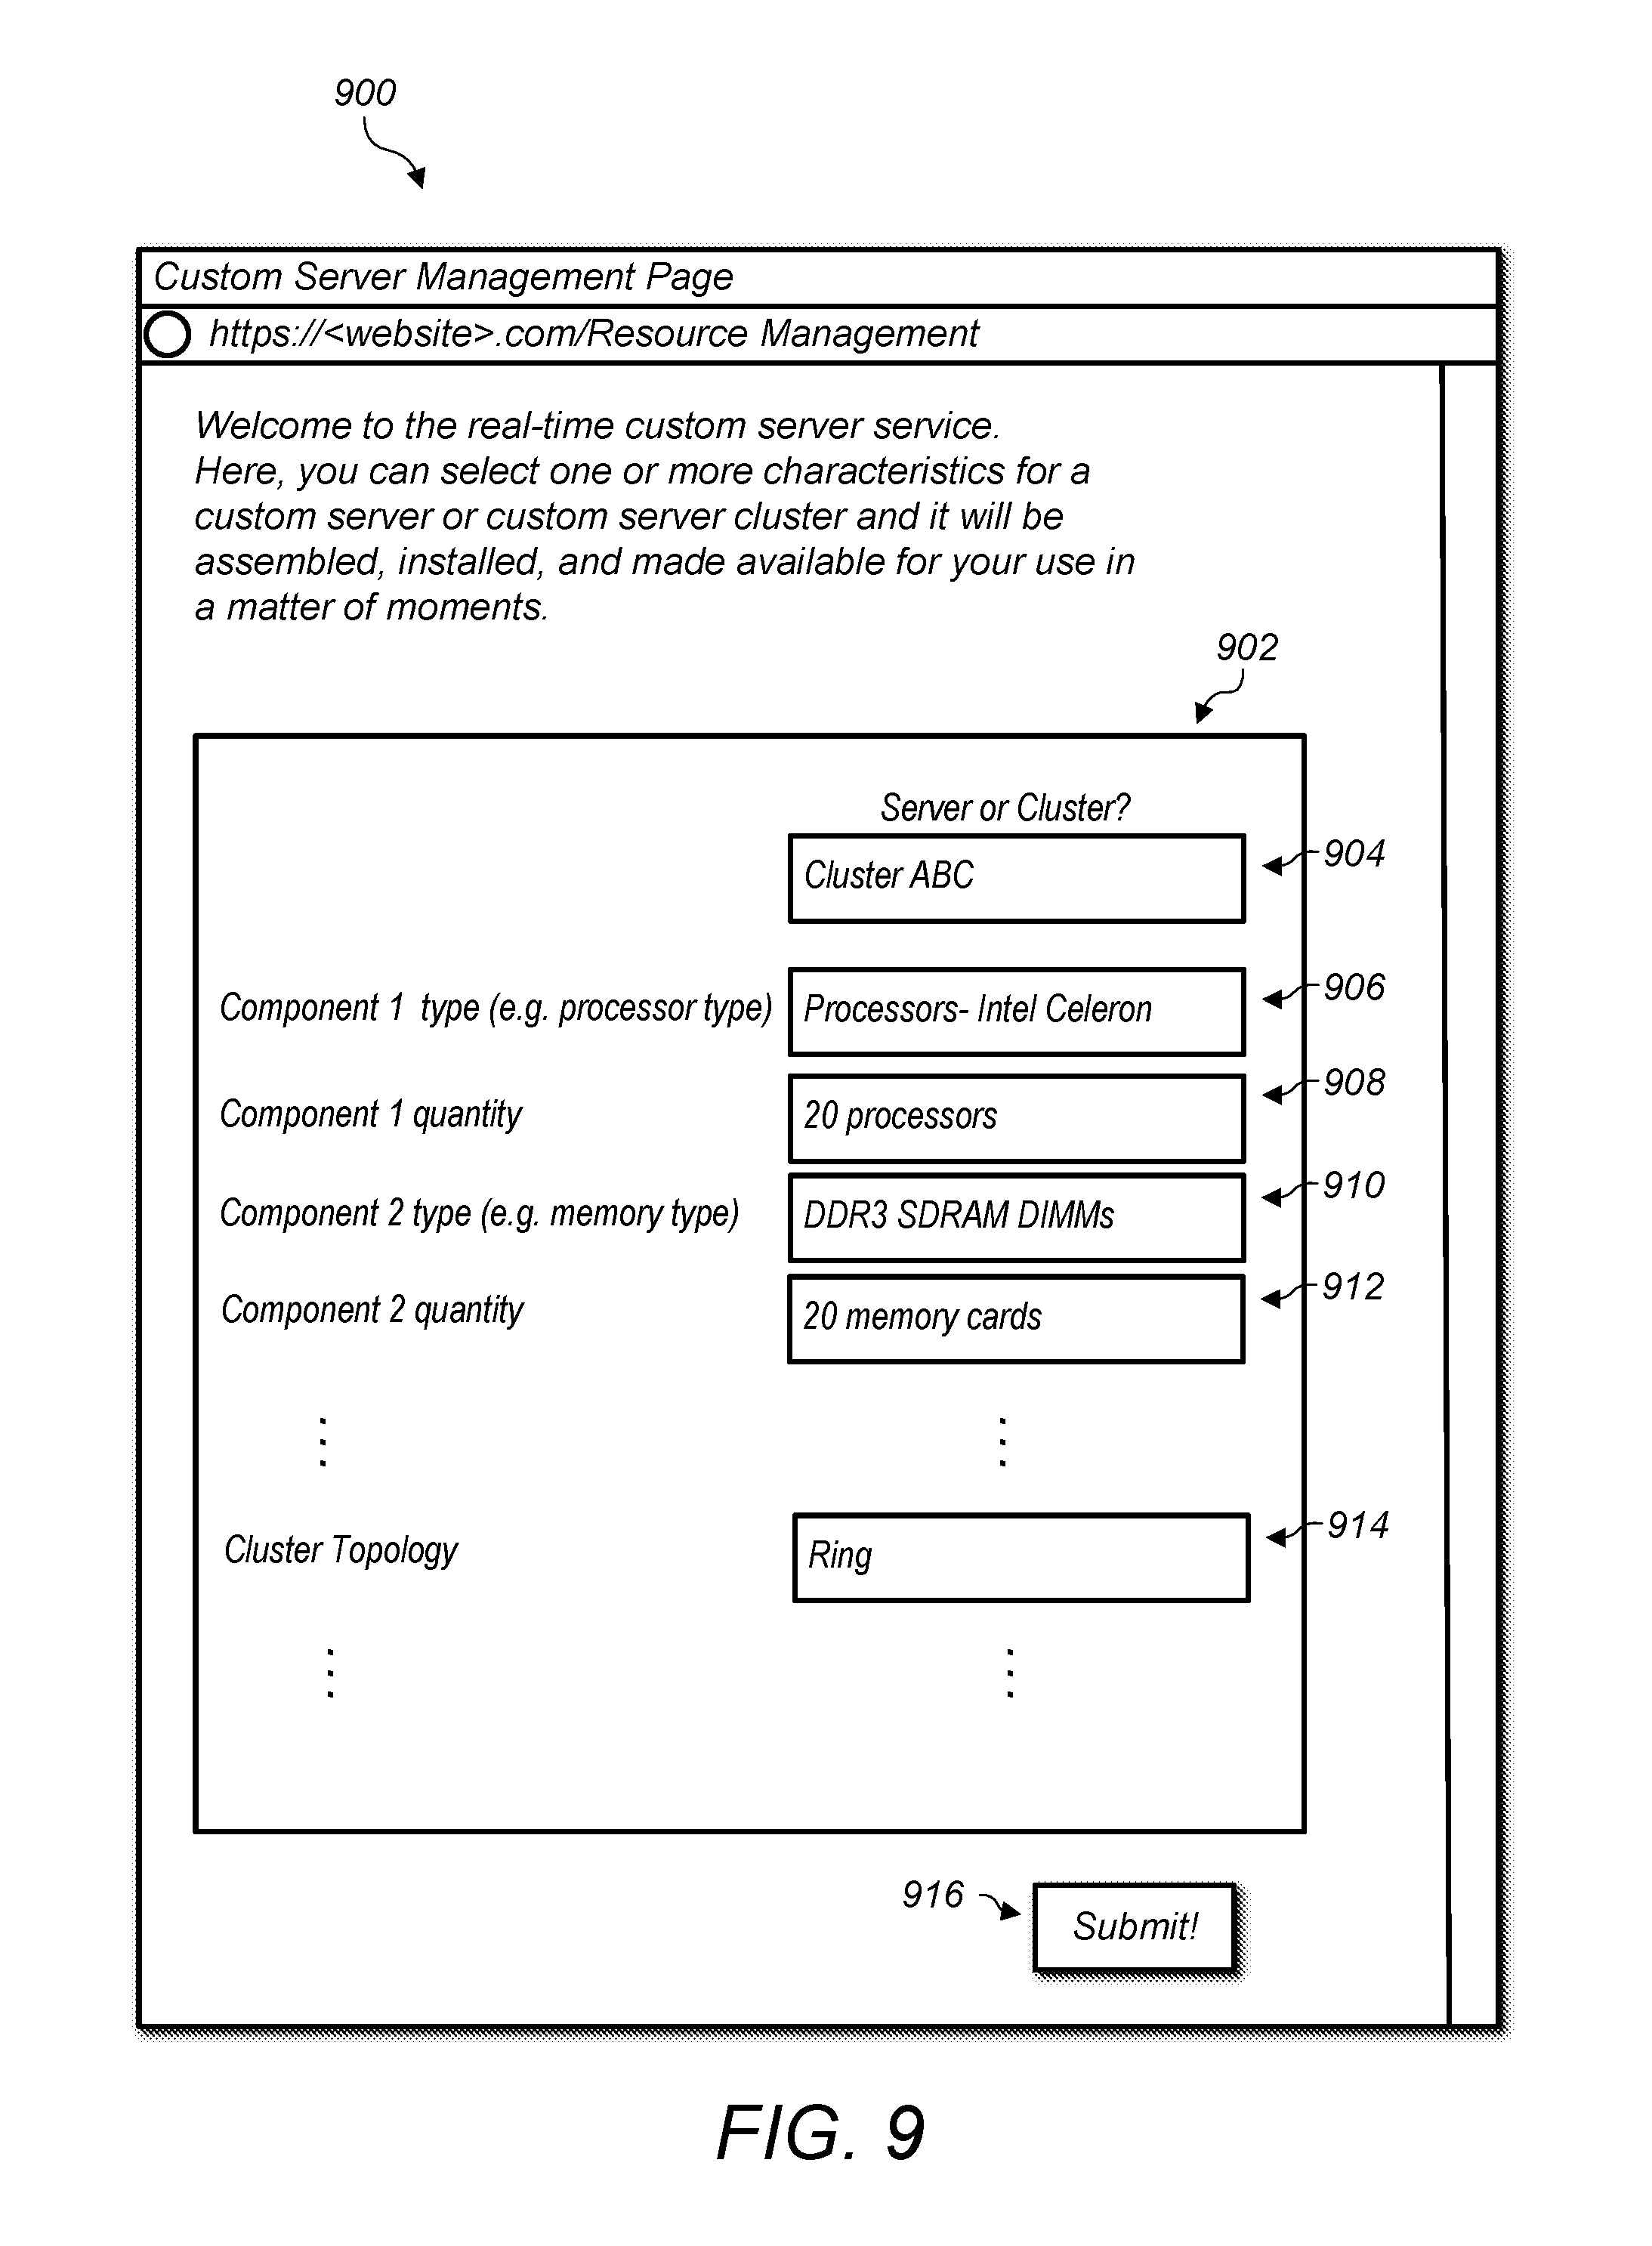 900
Custom Server Management Page
https://<website>.com/Resource Management
Welcome to the real-time custom server service.
Here, you can select one or more characteristics for a
custom server or custom server cluster and it will be
assembled, installed, and made available for your use in
a matter of moments.
902
Server or Cluster?
Cluster ABC
904
Component 1 type (e.g. processor type)
Processors- Intel Celeron
906
Component 1 quantity
20 processors
908
Component 2 type (e.g. memory type)
DDR3 SDRAM DIMMs
910
Component 2 quantity
20 memory cards
912
Cluster Topology
Ring
914
916
Submit!
FIG. 9